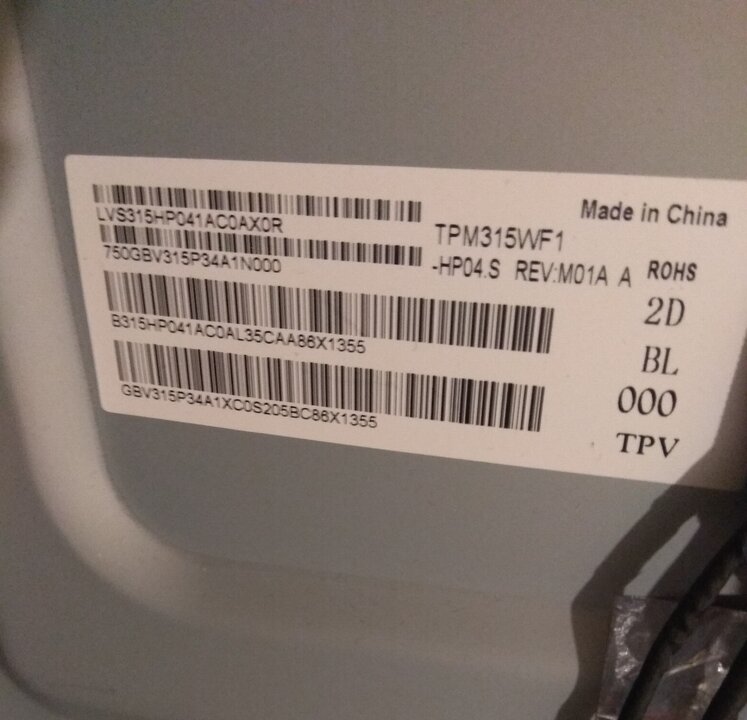 LVS315HP041AC0AX0R
750GBV315P34A1N000
B315HP041AC0AL35CAA86X1355
GBV315P34A1XC0S205BC86X1355
TPM315WF1
-HP04.S REV:M01A A
Made in China
ROHS
2D
BL
000
TPV